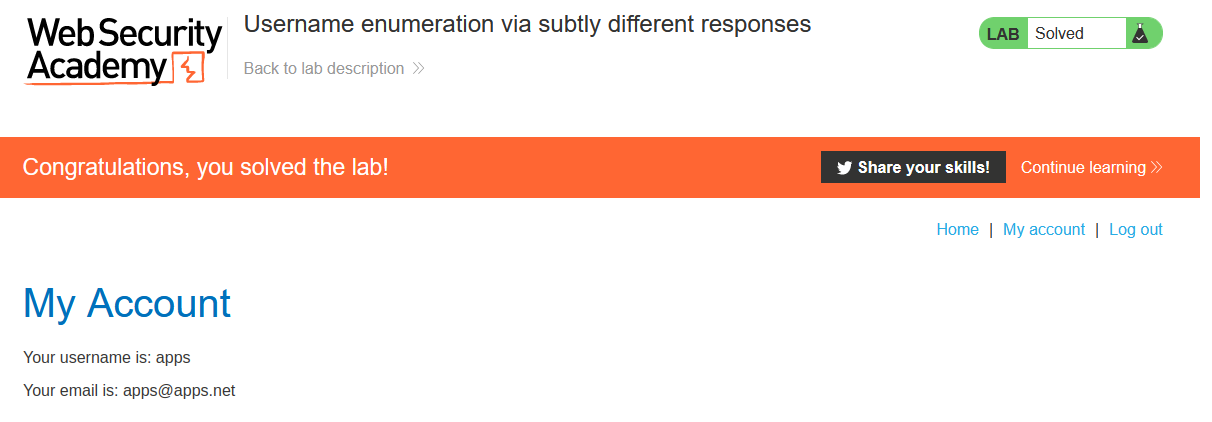 Web Security
Academy
Username enumeration via subtly different responses
Back to lab description
LAB Solved
Congratulations, you solved the lab!
Share your skills! Continue learning
Home | My account | Log out
My Account
Your username is: apps
Your email is: apps@apps.net